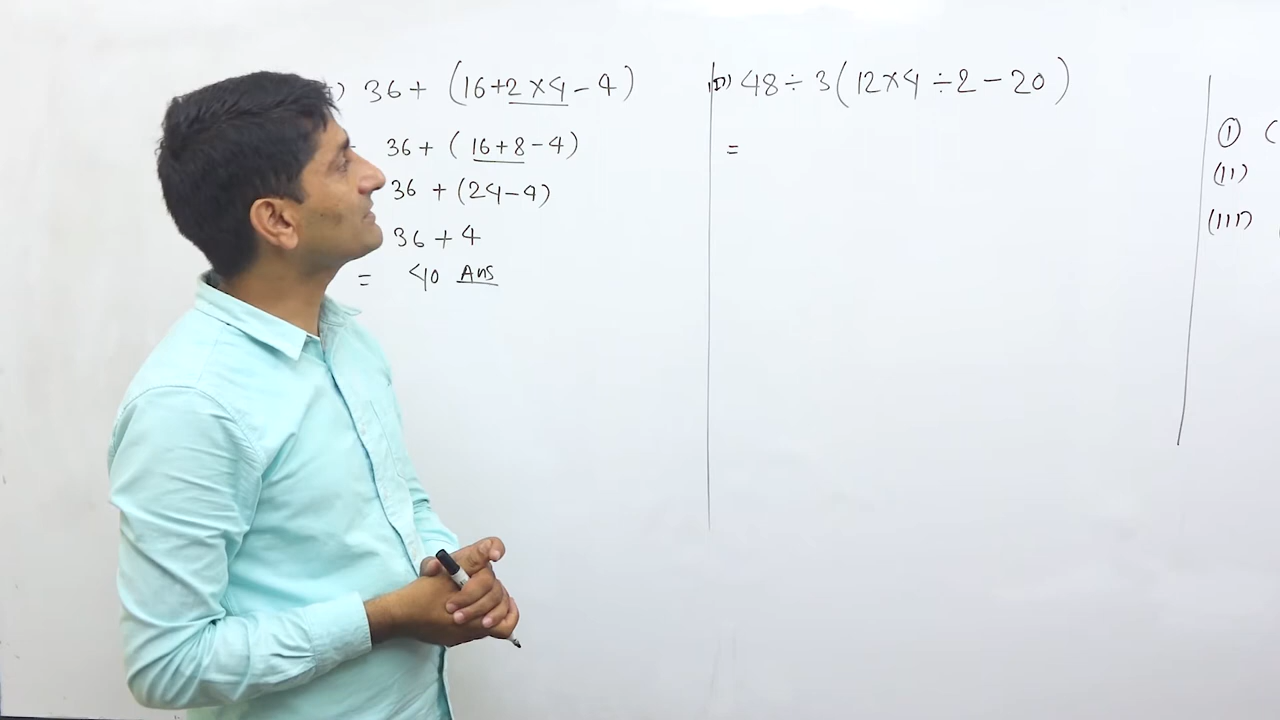 ) 36 + (16+2×4-4)
36 + (16+8-4)
36 + (24-4)
36 + 4
= 40 Ans
48 ÷ 3(12×4÷2-20)
=
(I) (
(II)
(III)